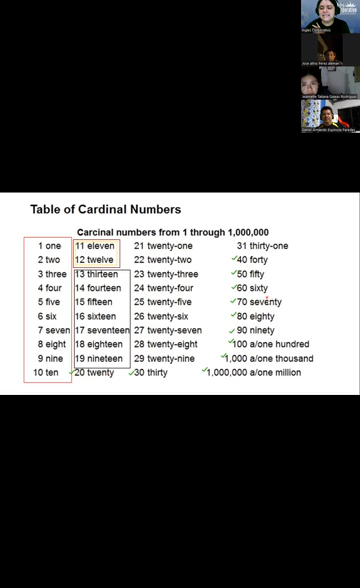 Ingles Corporativo
Table of Cardinal Numbers
Carcinal numbers from 1 through 1,000,000
1 one 11 eleven 21 twenty-one 31 thirty-one
2 two 12 twelve 22 twenty-two 40 forty
3 three 13 thirteen 23 twenty-three 50 fifty
4 four 14 fourteen 24 twenty-four 60 sixty
5 five 15 fifteen 25 twenty-five 70 seventy
6 six 16 sixteen 26 twenty-six 80 eighty
7 seven 17 seventeen 27 twenty-seven 90 ninety
8 eight 18 eighteen 28 twenty-eight 100 a/one hundred
9 nine 19 nineteen 29 twenty-nine 1,000 a/one thousand
10 ten 20 twenty 30 thirty 1,000,000 a/one million